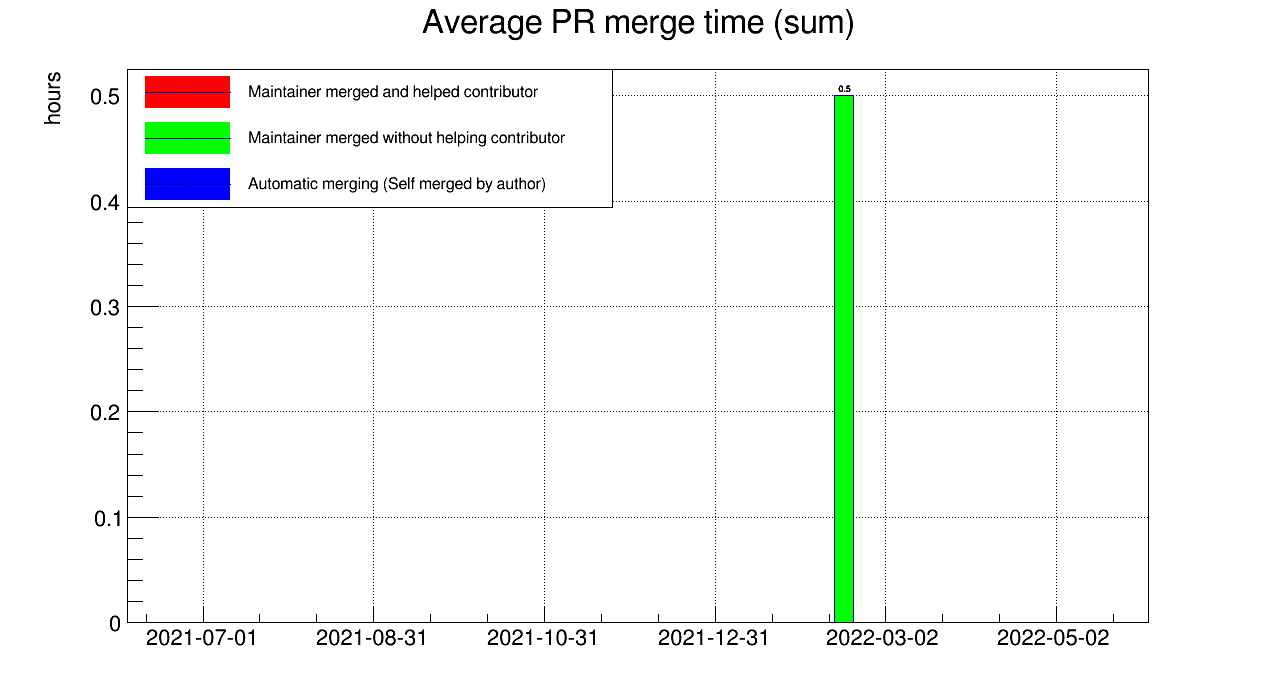 Average PR merge time (sum)
hours
Maintainer merged and helped contributor
Maintainer merged without helping contributor
Automatic merging (Self merged by author)
0.5
0.5
0.4
0.3
0.2
0.1
0
2021-07-01 2021-08-31 2021-10-31 2021-12-31 2022-03-02 2022-05-02